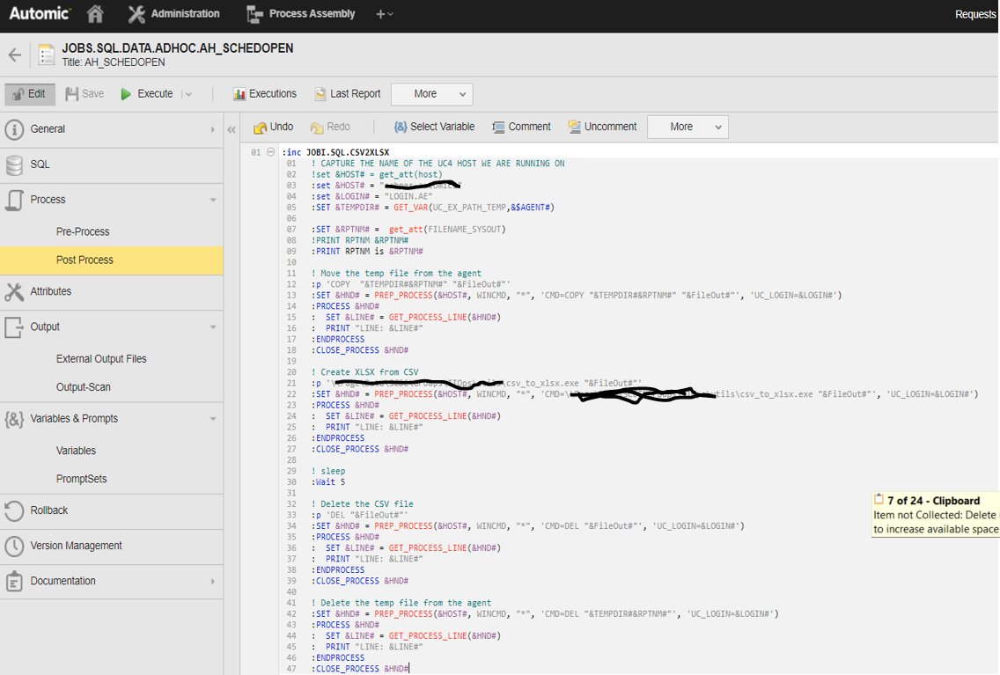 Automic
Administration
Process Assembly
Requests
JOBS.SQL.DATA.ADHOC.AH_SCHEDOPEN
Title: AH_SCHEDOPEN
Edit Save Execute Executions Last Report More
General
SQL
Process
Pre-Process
Post Process
Attributes
Output
External Output Files
Output-Scan
Variables & Prompts
Variables
PromptSets
Rollback
Version Management
Documentation
Undo Redo {&} Select Variable Comment Uncomment More
01 :inc JOBI.SQL.CSV2XLSX
01 ! CAPTURE THE NAME OF THE UC4 HOST WE ARE RUNNING ON
02 !set &HOST# = get_att(host)
03 :set &HOST# = "
04 :set &LOGIN# = "LOGIN.AE"
05 :SET &TEMPDIR# = GET_VAR(UC_EX_PATH_TEMP,&$AGENT#)
06
07 :SET &RPTNM# =  get_att(FILENAME_SYSOUT)
08 !PRINT RPTNM &RPTNM#
09 :PRINT RPTNM is &RPTNM#
10
11 ! Move the temp file from the agent
12 :p 'COPY  "&TEMPDIR#&RPTNM#" "&FileOut#"'
13 :SET &HND# = PREP_PROCESS(&HOST#, WINCMD, "*", 'CMD=COPY "&TEMPDIR#&RPTNM#" "&FileOut#"', 'UC_LOGIN=&LOGIN#')
14 :PROCESS &HND#
15 :  SET &LINE# = GET_PROCESS_LINE(&HND#)
16 :  PRINT "LINE: &LINE#"
17 :ENDPROCESS
18 :CLOSE_PROCESS &HND#
19
20 ! Create XLSX from CSV
21 :p '\ \csv_to_xlsx.exe "&FileOut#"'
22 :SET &HND# = PREP_PROCESS(&HOST#, WINCMD, "*", 'CMD=\ utils\csv_to_xlsx.exe "&FileOut#"', 'UC_LOGIN=&LOGIN#')
23 :PROCESS &HND#
24 :  SET &LINE# = GET_PROCESS_LINE(&HND#)
25 :  PRINT "LINE: &LINE#"
26 :ENDPROCESS
27 :CLOSE_PROCESS &HND#
28
29 ! sleep
30 :Wait 5
31
32 ! Delete the CSV file
33 :p 'DEL "&FileOut#"'
34 :SET &HND# = PREP_PROCESS(&HOST#, WINCMD, "*", 'CMD=DEL "&FileOut#"', 'UC_LOGIN=&LOGIN#')
35 :PROCESS &HND#
36 :  SET &LINE# = GET_PROCESS_LINE(&HND#)
37 :  PRINT "LINE: &LINE#"
38 :ENDPROCESS
39 :CLOSE_PROCESS &HND#
40
41 ! Delete the temp file from the agent
42 :SET &HND# = PREP_PROCESS(&HOST#, WINCMD, "*", 'CMD=DEL "&TEMPDIR#&RPTNM#"', 'UC_LOGIN=&LOGIN#')
43 :PROCESS &HND#
44 :  SET &LINE# = GET_PROCESS_LINE(&HND#)
45 :  PRINT "LINE: &LINE#"
46 :ENDPROCESS
47 :CLOSE_PROCESS &HND#
7 of 24 - Clipboard
Item not Collected: Delete
to increase available space